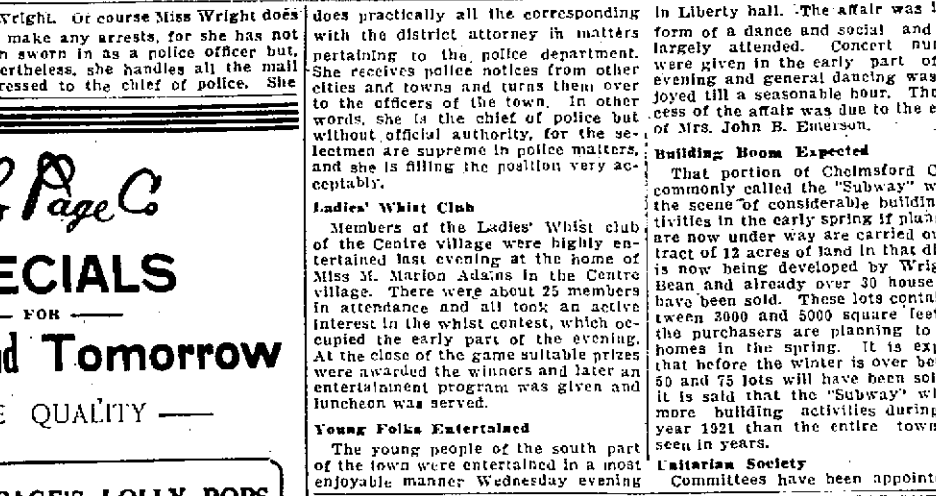 Wright. Of course Miss Wright does
make any arrests, for she has not
sworn in as a police officer but,
she handles all the mail
to the chief of police. She
& Page Co
ECIALS
— FOR —
Tomorrow
QUALITY —
LOLLY POPS
does practically all the corresponding
with the district attorney in matters
pertaining to the police department.
She receives police notices from other
cities and towns and turns them over
to the officers of the town. In other
words, she is the chief of police but
without official authority, for the se-
lectmen are supreme in police matters,
and she is filling the position very ac-
ceptably.
Ladies' Whist Club
Members of the Ladies' Whist club
of the Centre village were highly en-
tertained last evening at the home of
Miss M. Marion Adams in the Centre
village. There were about 25 members
in attendance and all took an active
interest in the whist contest, which oc-
cupied the early part of the evening.
At the close of the game suitable prizes
were awarded the winners and later an
entertainment program was given and
luncheon was served.
Young Folks Entertained
The young people of the south part
of the town were entertained in a most
enjoyable manner Wednesday evening
in Liberty hall. The affair was
form of a dance and social and
largely attended. Concert
were given in the early part of
evening and general dancing was
joyed till a seasonable hour. The
cess of the affair was due to the
of Mrs. John B. Emerson.
Building Boom Expected
That portion of Chelmsford
commonly called the "Subway"
the scene of considerable
tivities in the early spring if
are now under way are carried
tract of 12 acres of land in that
is now being developed by
Bean and already over 30 house
have been sold. These lots
tween 3000 and 5000 square feet
the purchasers are planning to
homes in the spring. It is
that before the winter is over
50 and 75 lots will have been
it is said that the "Subway"
more building activities during
year 1921 than the entire town
seen in years.
Unitarian Society
Committees have been